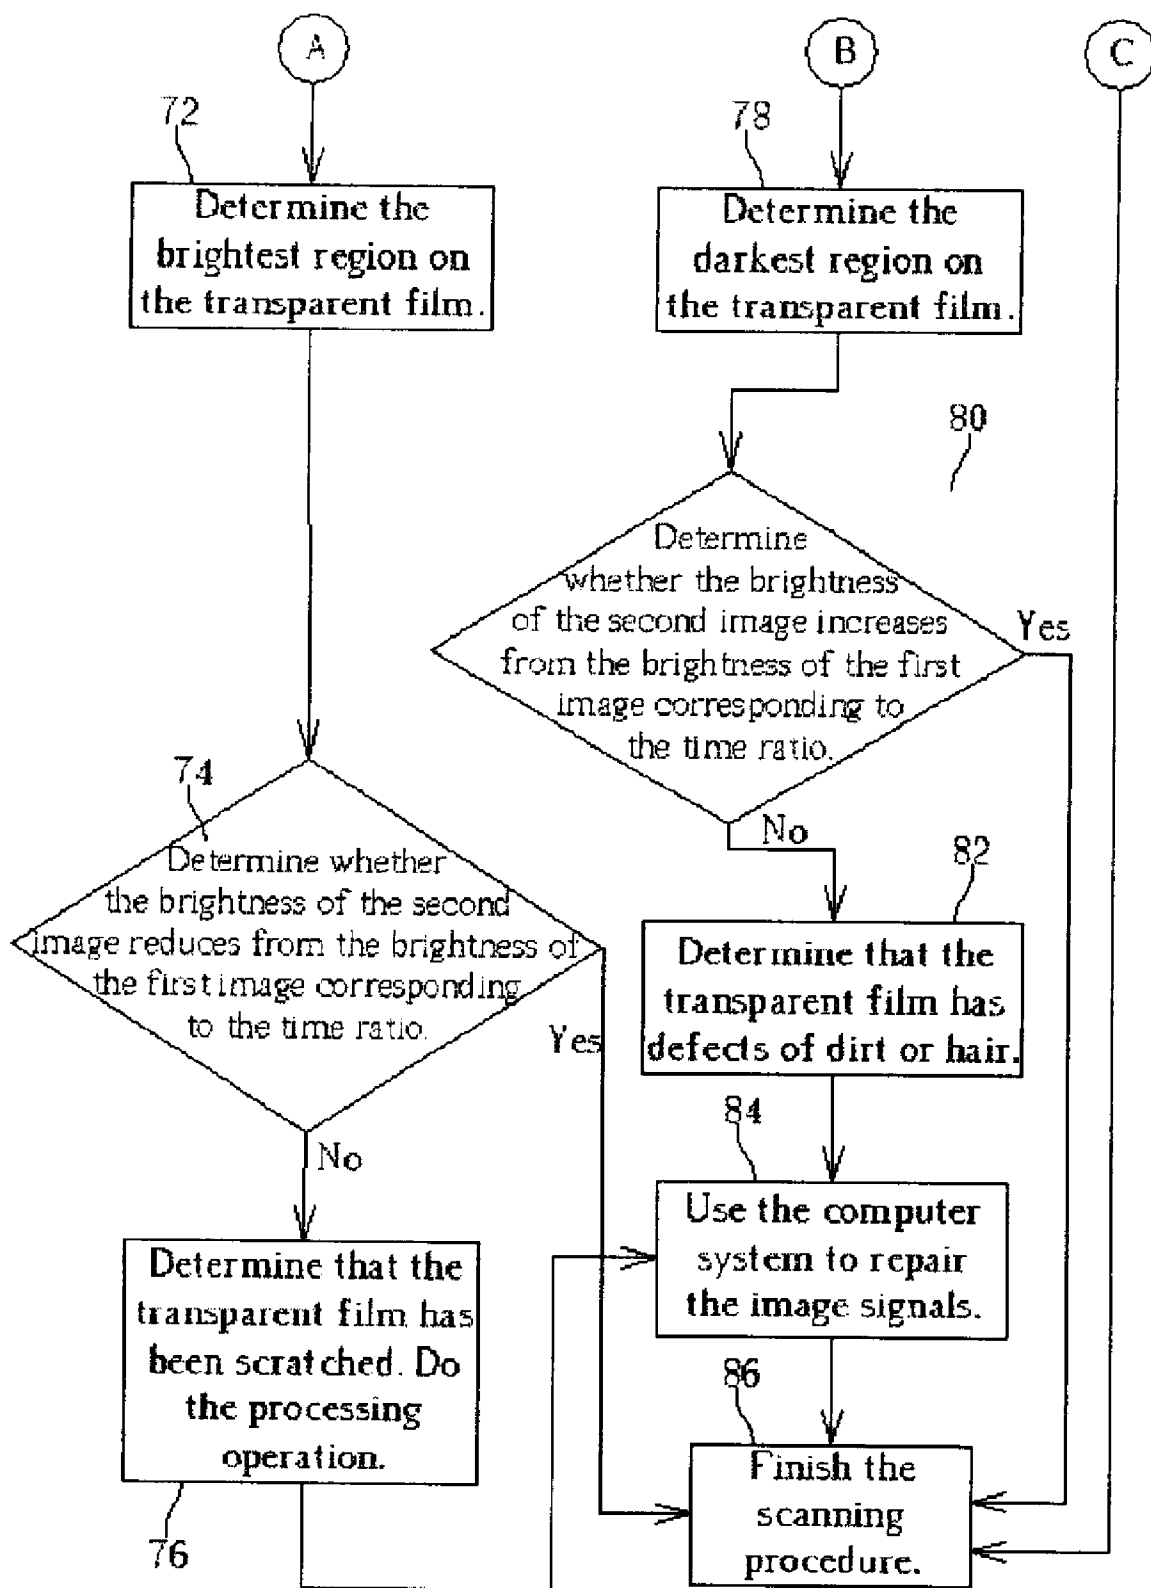 A
B
C
72
Determine the
brightest region on
the transparent film.
78
Determine the
darkest region on
the transparent film.
80
Determine
whether the brightness
of the second image increases
from the brightness of the first
image corresponding to
the time ratio.
Yes
No
74
Determine whether
the brightness of the second
image reduces from the brightness of
the first image corresponding
to the time ratio.
Yes
No
82
Determine that the
transparent film has
defects of dirt or hair.
84
Use the computer
system to repair
the image signals.
Determine that the
transparent film has
been scratched. Do
the processing
operation.
76
86
Finish the
scanning
procedure.